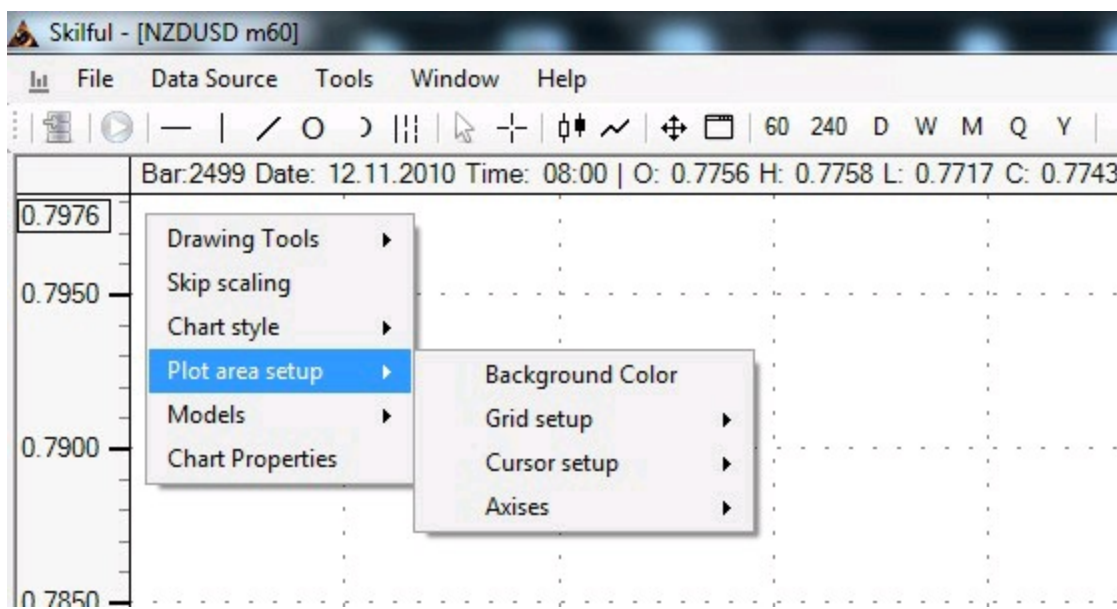 Skilful - [NZDUSD m60]
File Data Source Tools Window Help
60 240 D W M Q Y
Bar:2499 Date: 12.11.2010 Time: 08:00 | O: 0.7756 H: 0.7758 L: 0.7717 C: 0.7743
0.7976
0.7950
0.7900
0.7850
Drawing Tools
Skip scaling
Chart style
Plot area setup
Models
Chart Properties
Background Color
Grid setup
Cursor setup
Axises